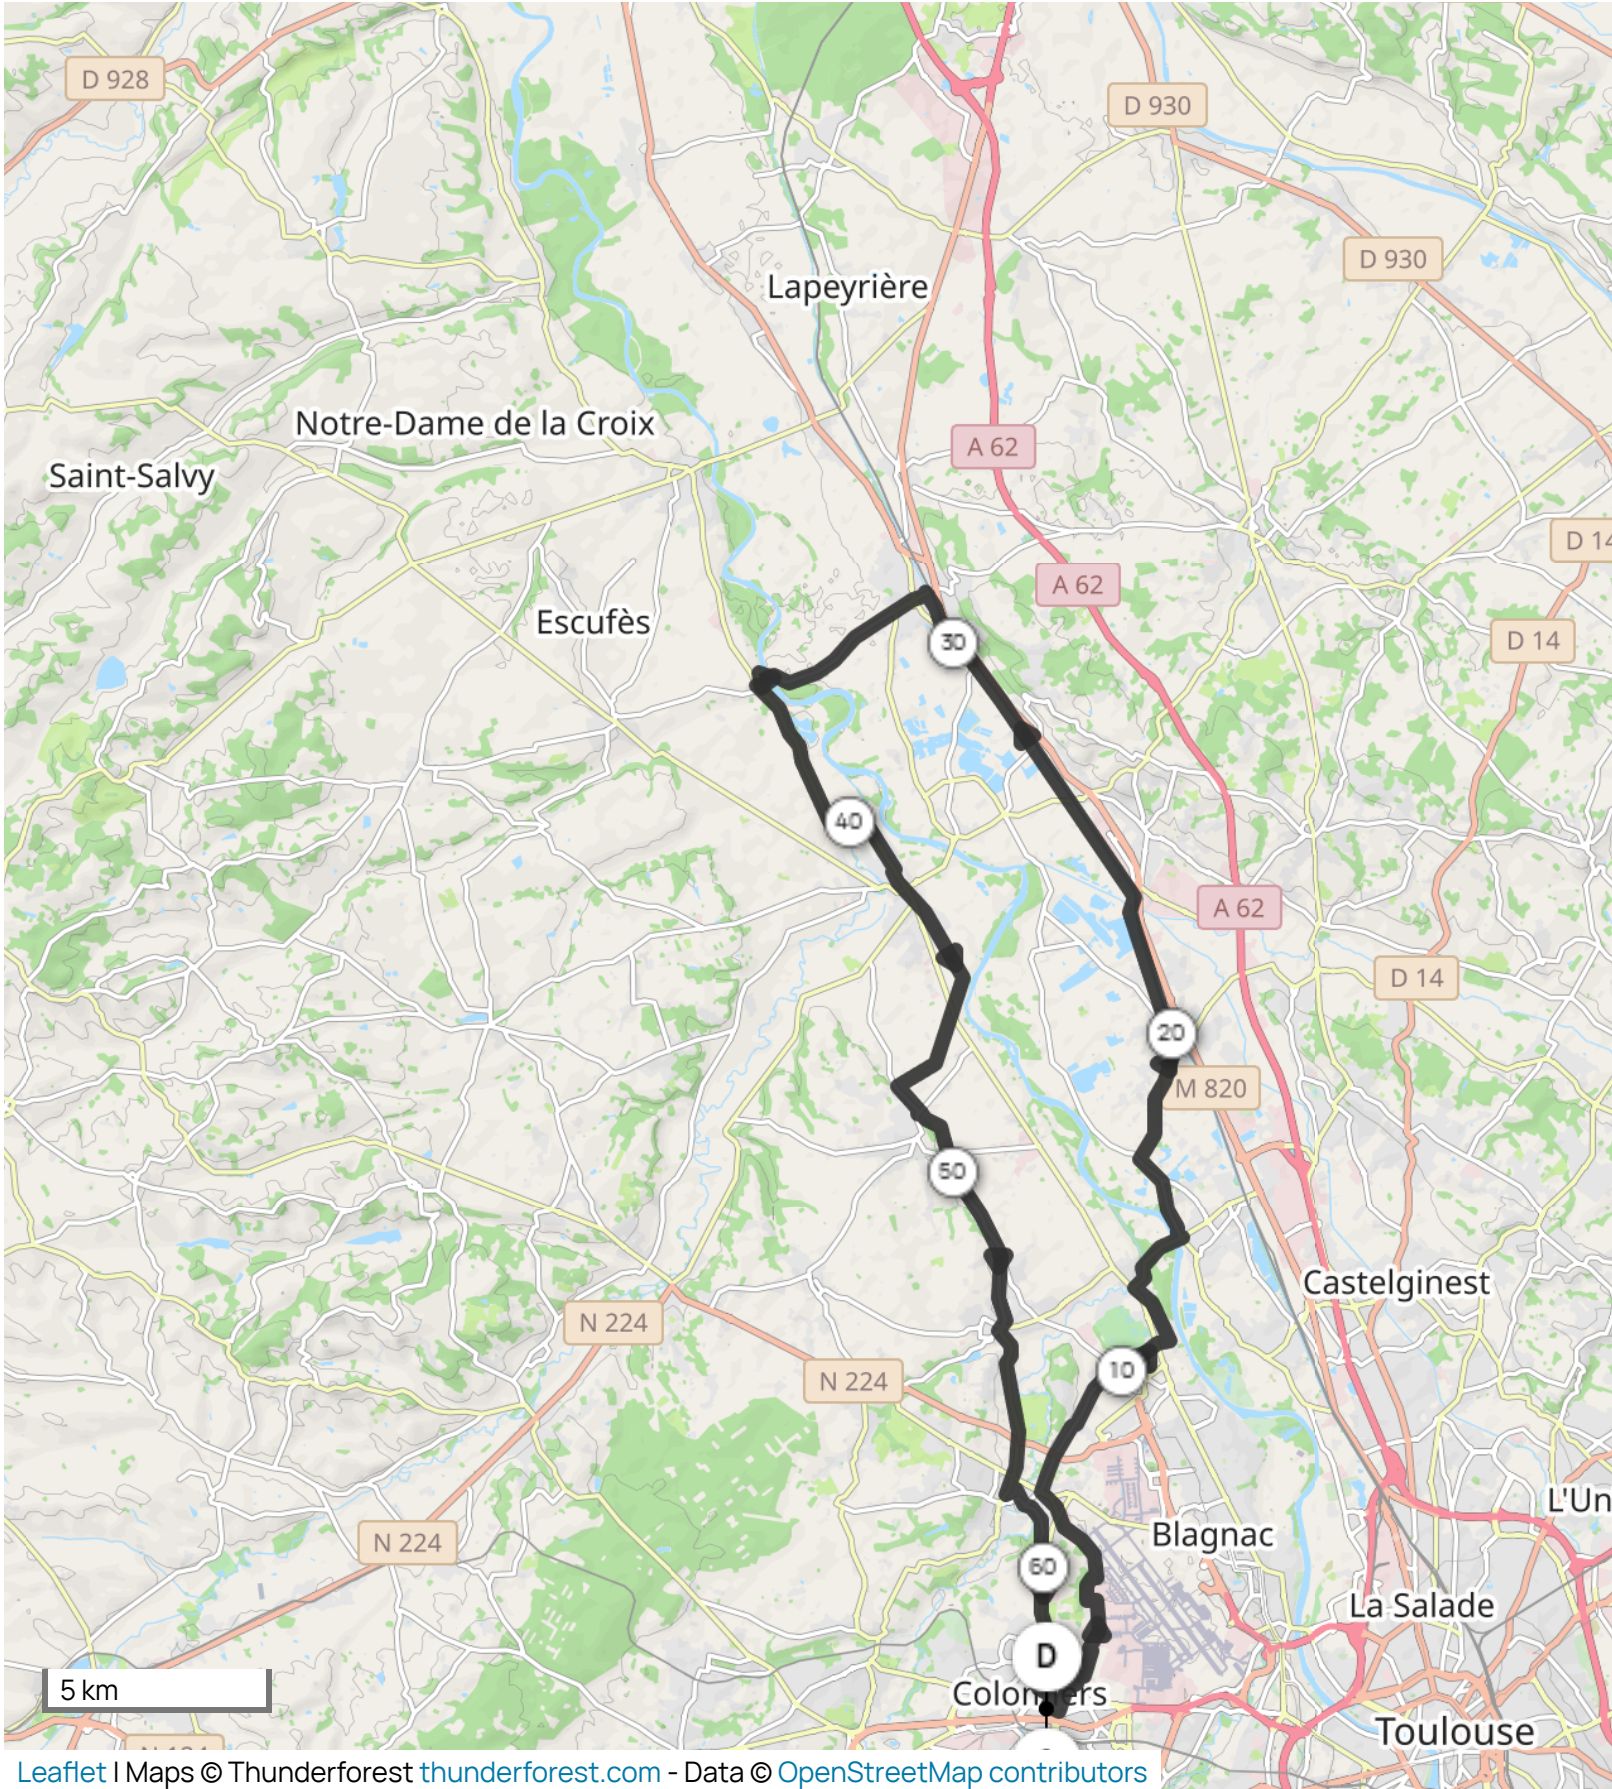 D 928
D 930
D 930
Lapeyrière
Notre-Dame de la Croix
A 62
Saint-Salvy
D 14
A 62
Escufès
30
D 14
40
A 62
D 14
20
M 820
50
Castelginest
N 224
10
N 224
L'Un
N 224
Blagnac
60
La Salade
D
5 km
Colomiers
Toulouse
N 124
Leaflet | Maps © Thunderforest thunderforest.com - Data © OpenStreetMap contributors